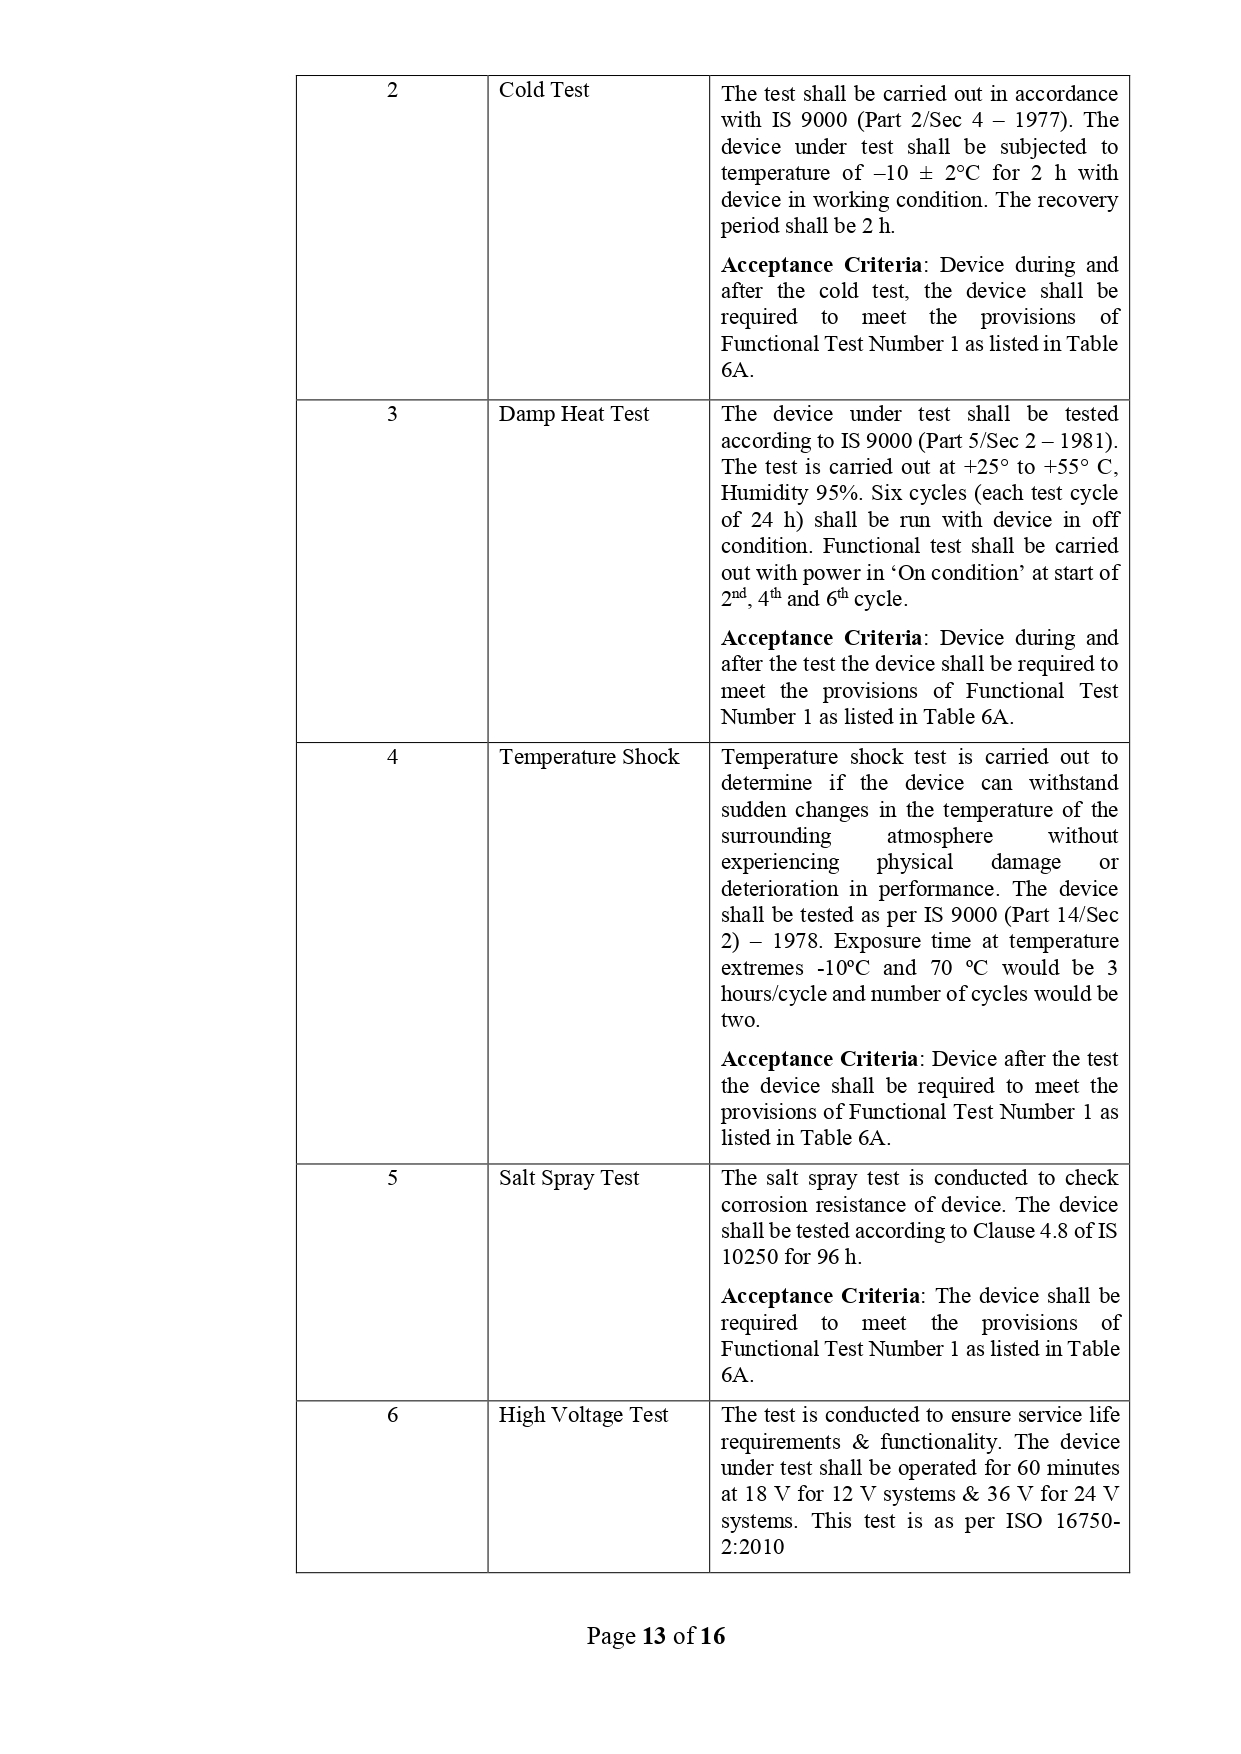 2
Cold Test
The test shall be carried out in accordance
with IS 9000 (Part 2/Sec 4 – 1977). The
device under test shall be subjected to
temperature of –10 ± 2°C for 2 h with
device in working condition. The recovery
period shall be 2 h.
Acceptance Criteria: Device during and
after the cold test, the device shall be
required to meet the provisions of
Functional Test Number 1 as listed in Table
6A.
3
Damp Heat Test
The device under test shall be tested
according to IS 9000 (Part 5/Sec 2 – 1981).
The test is carried out at +25° to +55° C,
Humidity 95%. Six cycles (each test cycle
of 24 h) shall be run with device in off
condition. Functional test shall be carried
out with power in ‘On condition’ at start of
2nd, 4th and 6th cycle.
Acceptance Criteria: Device during and
after the test the device shall be required to
meet the provisions of Functional Test
Number 1 as listed in Table 6A.
4
Temperature Shock
Temperature shock test is carried out to
determine if the device can withstand
sudden changes in the temperature of the
surrounding atmosphere without
experiencing physical damage or
deterioration in performance. The device
shall be tested as per IS 9000 (Part 14/Sec
2) – 1978. Exposure time at temperature
extremes -10ºC and 70 ºC would be 3
hours/cycle and number of cycles would be
two.
Acceptance Criteria: Device after the test
the device shall be required to meet the
provisions of Functional Test Number 1 as
listed in Table 6A.
5
Salt Spray Test
The salt spray test is conducted to check
corrosion resistance of device. The device
shall be tested according to Clause 4.8 of IS
10250 for 96 h.
Acceptance Criteria: The device shall be
required to meet the provisions of
Functional Test Number 1 as listed in Table
6A.
6
High Voltage Test
The test is conducted to ensure service life
requirements & functionality. The device
under test shall be operated for 60 minutes
at 18 V for 12 V systems & 36 V for 24 V
systems. This test is as per ISO 16750-
2:2010
Page 13 of 16